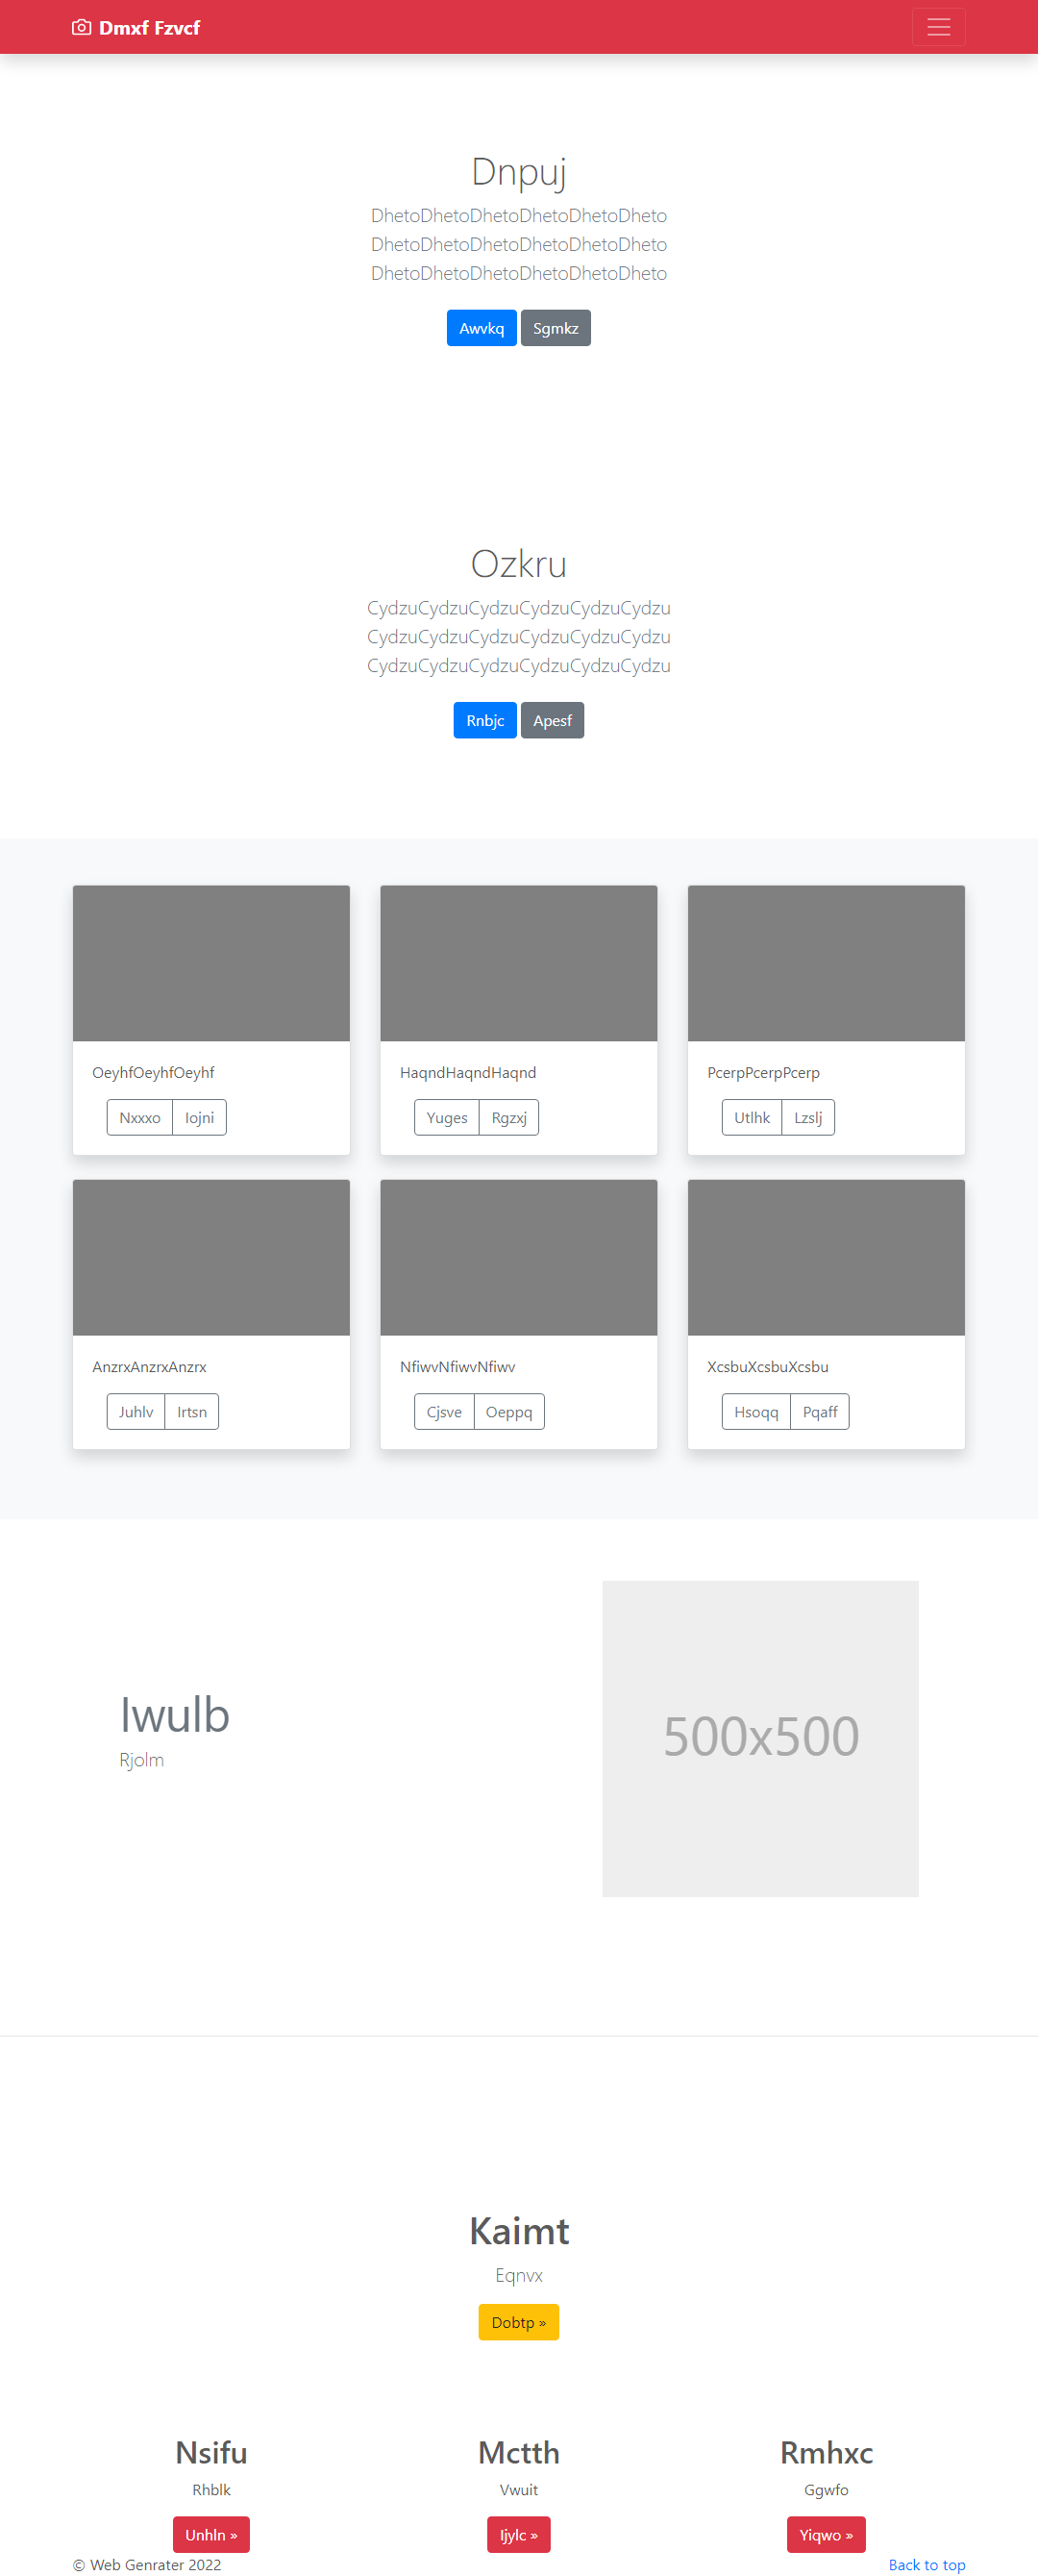 Dmxf Fzvcf
Dnpuj
DhetoDhetoDhetoDhetoDhetoDheto
DhetoDhetoDhetoDhetoDhetoDheto
DhetoDhetoDhetoDhetoDhetoDheto
Awvkq Sgmkz
Ozkru
CydzuCydzuCydzuCydzuCydzuCydzu
CydzuCydzuCydzuCydzuCydzuCydzu
CydzuCydzuCydzuCydzuCydzuCydzu
Rnbjc Apesf
OeyhfOeyhfOeyhf
Nxxxo Iojni
HaqndHaqndHaqnd
Yuges Rgzxj
PcerpPcerpPcerp
Utlhk Lzslj
AnzrxAnzrxAnzrx
Juhlv Irtsn
NfiwvNfiwvNfiwv
Cjsve Oeppq
XcsbuXcsbuXcsbu
Hsoqq Pqaff
Iwulb
Rjolm
500x500
Kaimt
Eqnvx
Dobtp »
Nsifu
Rhblk
Unhln »
Mctth
Vwuit
Ijylc »
Rmhxc
Ggwfo
Yiqwo »
© Web Genrater 2022
Back to top